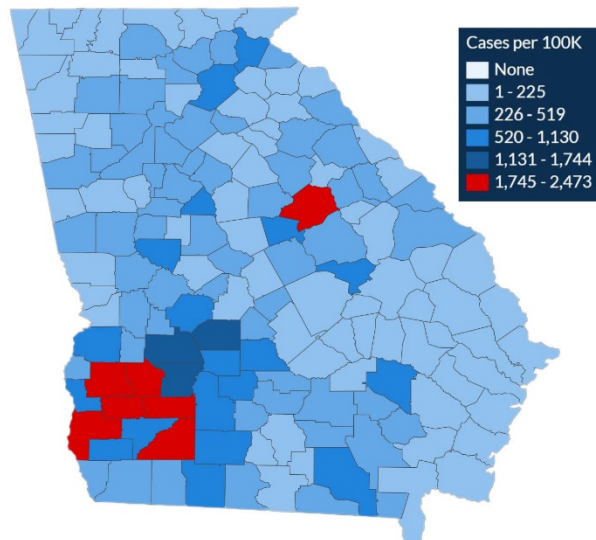 Cases per 100K
None
1 - 225
226 - 519
520 - 1,130
1,131 - 1,744
1,745 - 2,473